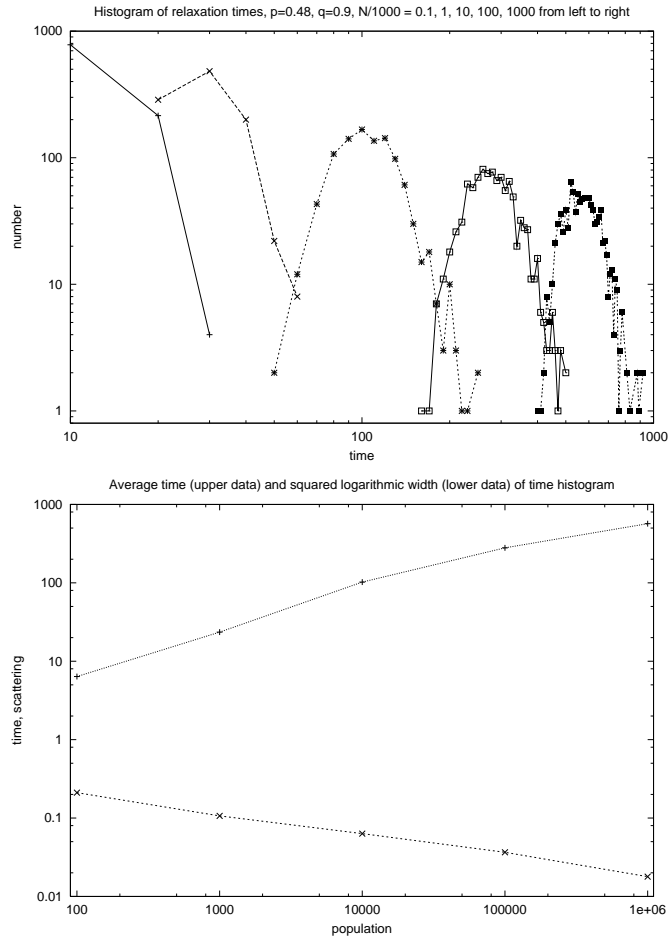 Histogram of relaxation times, p=0.48, q=0.9, N/1000 = 0.1, 1, 10, 100, 1000 from left to right
1000
100
10
1
number
10
100
1000
time
Average time (upper data) and squared logarithmic width (lower data) of time histogram
1000
100
10
1
0.1
0.01
time, scattering
100
1000
10000
100000
1e+06
population